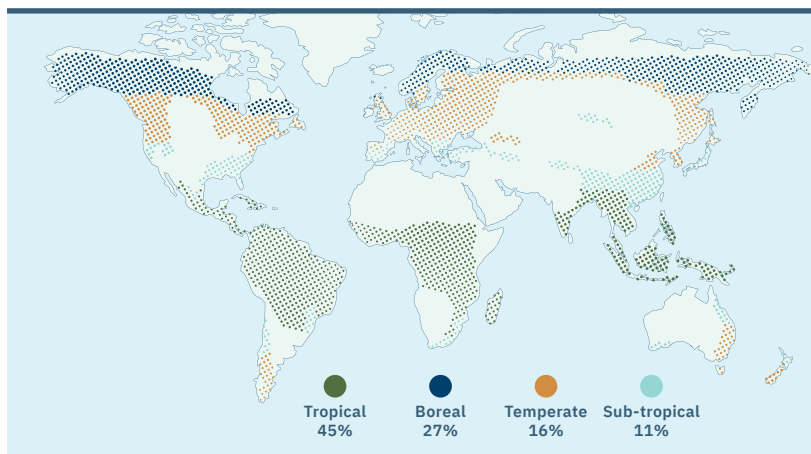 Tropical
45%
Boreal
27%
Temperate
16%
Sub-tropical
11%